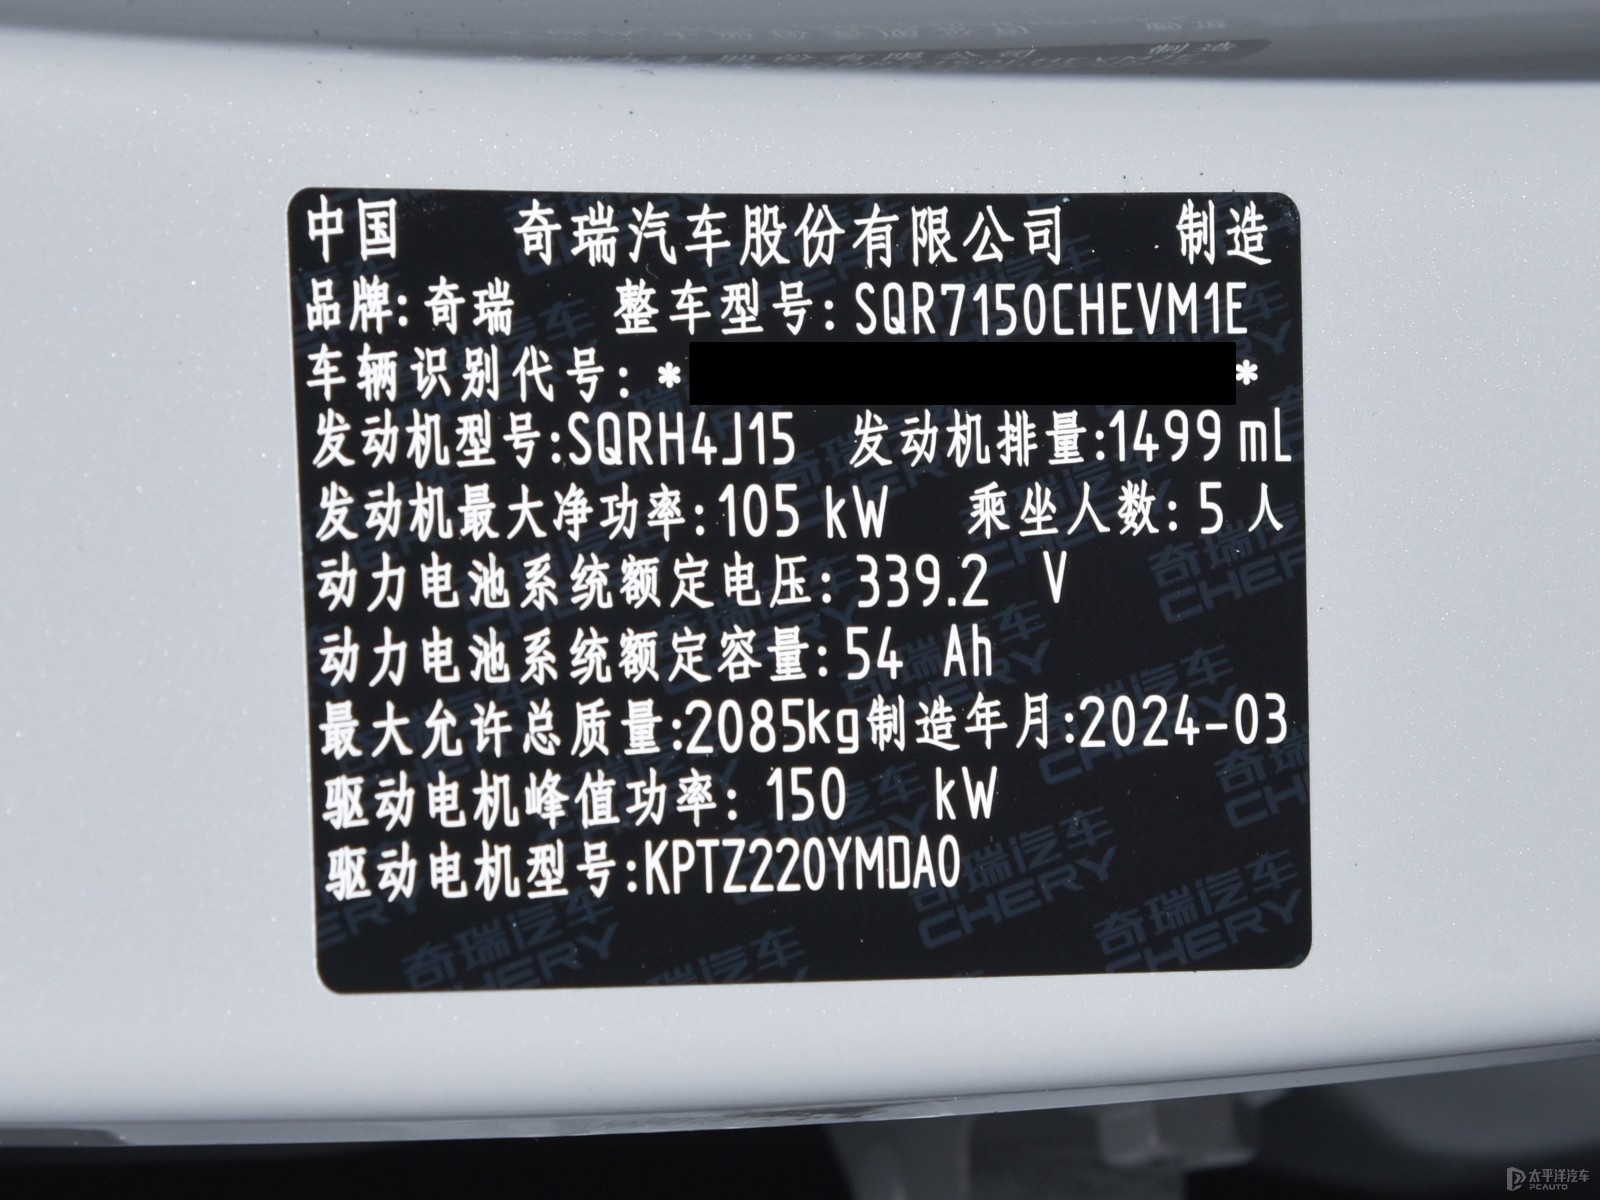 中国 奇瑞汽车股份有限公司 制造
品牌:奇瑞 整车型号:SQR7150CHEVM1E
车辆识别代号:* *
发动机型号:SQRH4J15 发动机排量:1499 mL
发动机最大净功率:105 kW 乘坐人数:5 人
动力电池系统额定电压:339.2 V
动力电池系统额定容量:54 Ah
最大允许总质量:2085kg制造年月:2024-03
驱动电机峰值功率:150 kW
驱动电机型号:KPTZ220YMDA0
太平洋汽车
PCAUTO